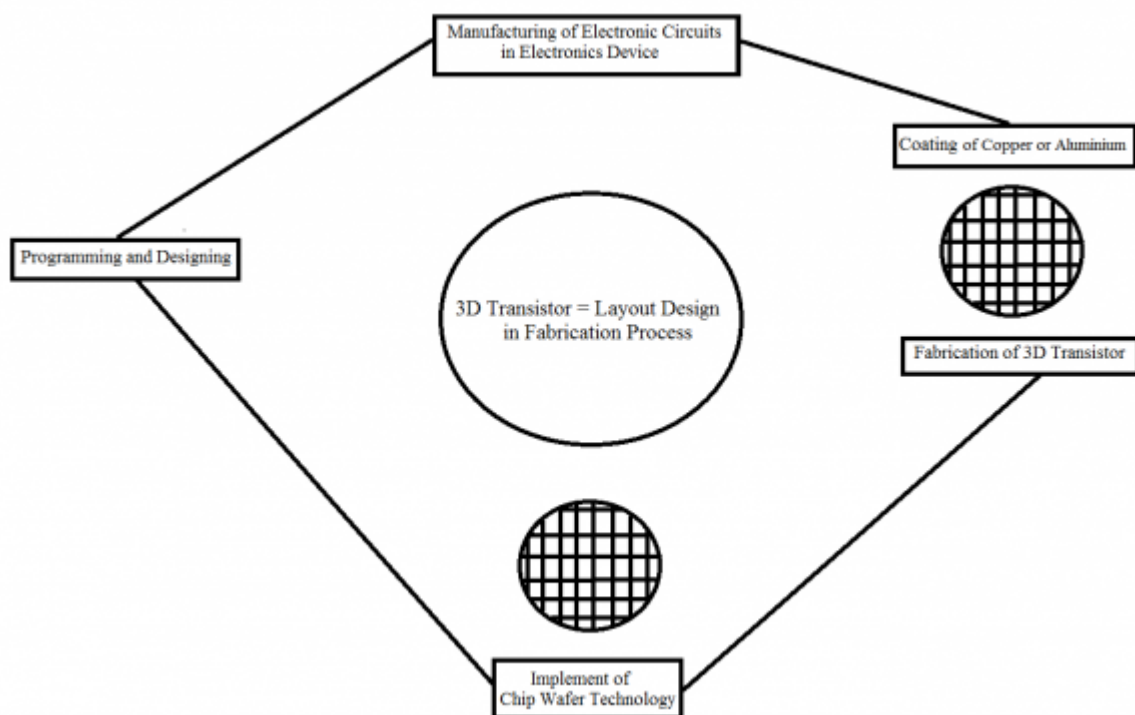 Manufacturing of Electronic Circuits
in Electronics Device
Coating of Copper or Aluminium
Programming and Designing
3D Transistor = Layout Design
in Fabrication Process
Fabrication of 3D Transistor
Implement of
Chip Wafer Technology